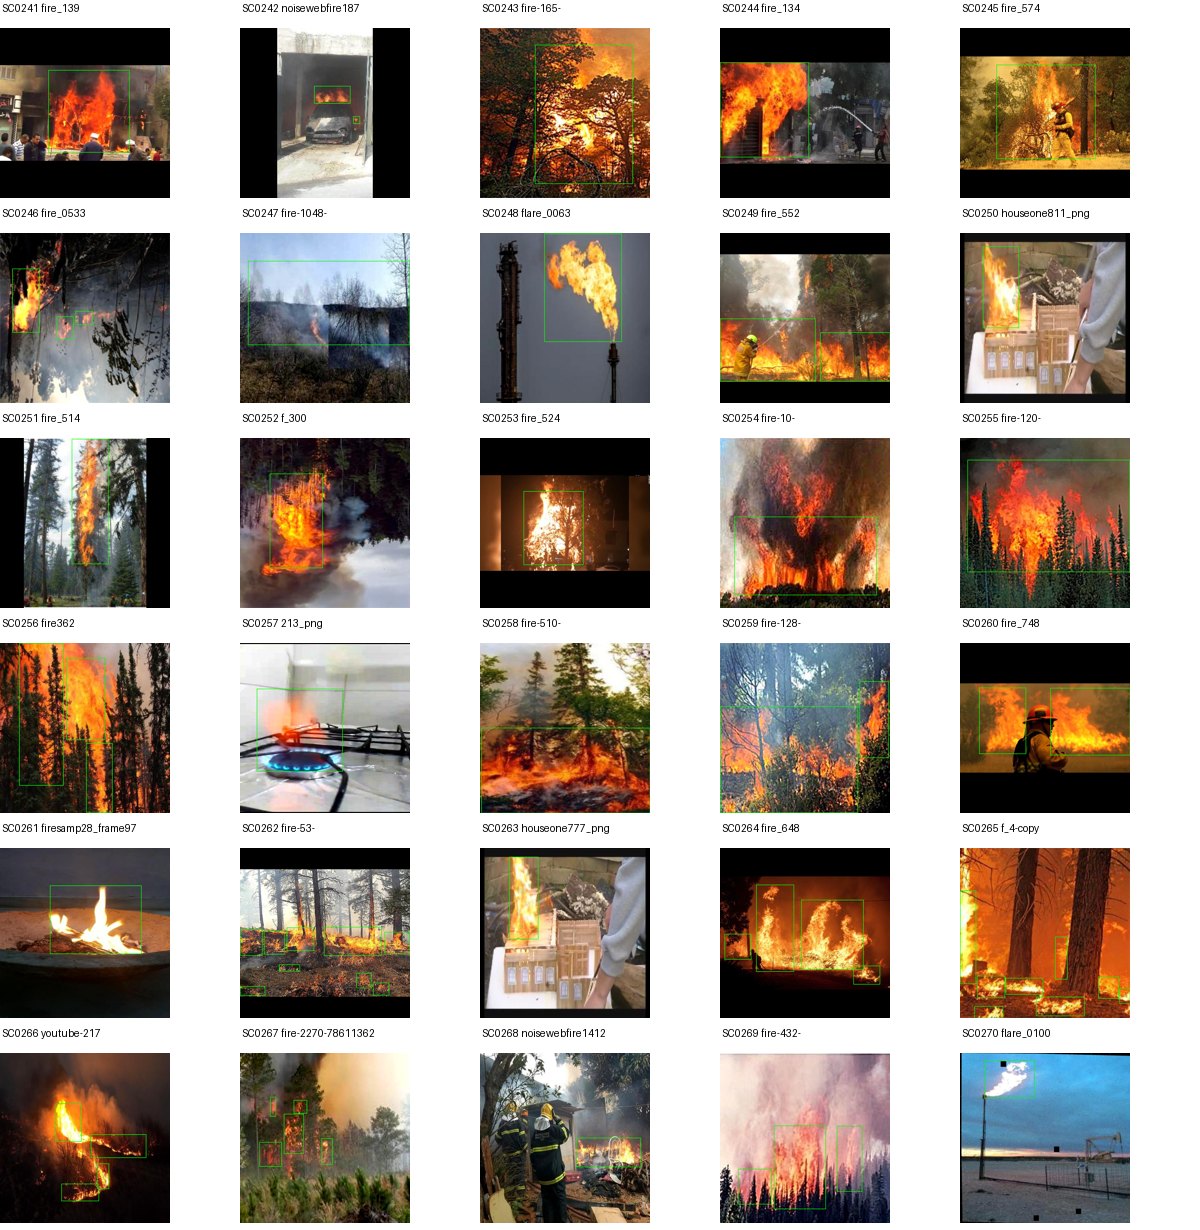 SC0241 fire_139
SC0242 noisewebfire187
SC0243 fire-165-
SC0244 fire_134
SC0245 fire_574
SC0246 fire_0533
SC0247 fire-1048-
SC0248 flare_0063
SC0249 fire_552
SC0250 houseone811_png
SC0251 fire_514
SC0252 f_300
SC0253 fire_524
SC0254 fire-10-
SC0255 fire-120-
SC0256 fire362
SC0257 213_png
SC0258 fire-510-
SC0259 fire-128-
SC0260 fire_748
SC0261 firesamp28_frame97
SC0262 fire-53-
SC0263 houseone777_png
SC0264 fire_648
SC0265 f_4-copy
SC0266 youtube-217
SC0267 fire-2270-78611362
SC0268 noisewebfire1412
SC0269 fire-432-
SC0270 flare_0100